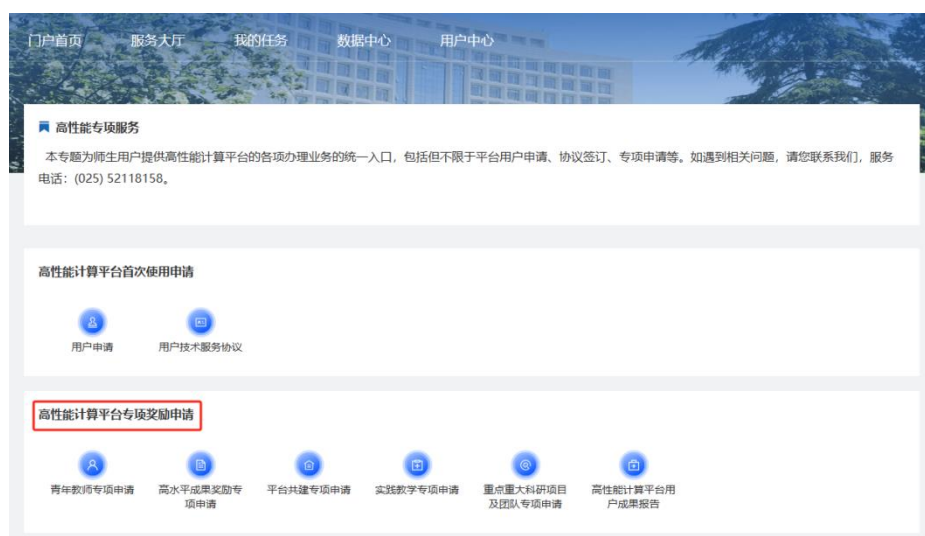 门户首页 服务大厅 我的任务 数据中心 用户中心
高性能专项服务
本专题为师生用户提供高性能计算平台的各项办理业务的统一入口，包括但不限于平台用户申请、协议签订、专项申请等。如遇到相关问题，请您联系我们，服务
电话：(025) 52118158。
高性能计算平台首次使用申请
用户申请 用户技术服务协议
高性能计算平台专项奖励申请
青年教师专项申请 高水平成果奖励专 平台共建专项申请 实践教学专项申请 重点重大科研项目 高性能计算平台用
项申请 及团队专项申请 户成果报告